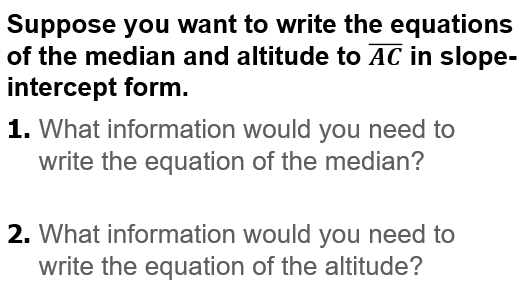 Suppose you want to write the equations
of the median and altitude to A̅C̅ in slope-
intercept form.
1. What information would you need to
write the equation of the median?
2. What information would you need to
write the equation of the altitude?